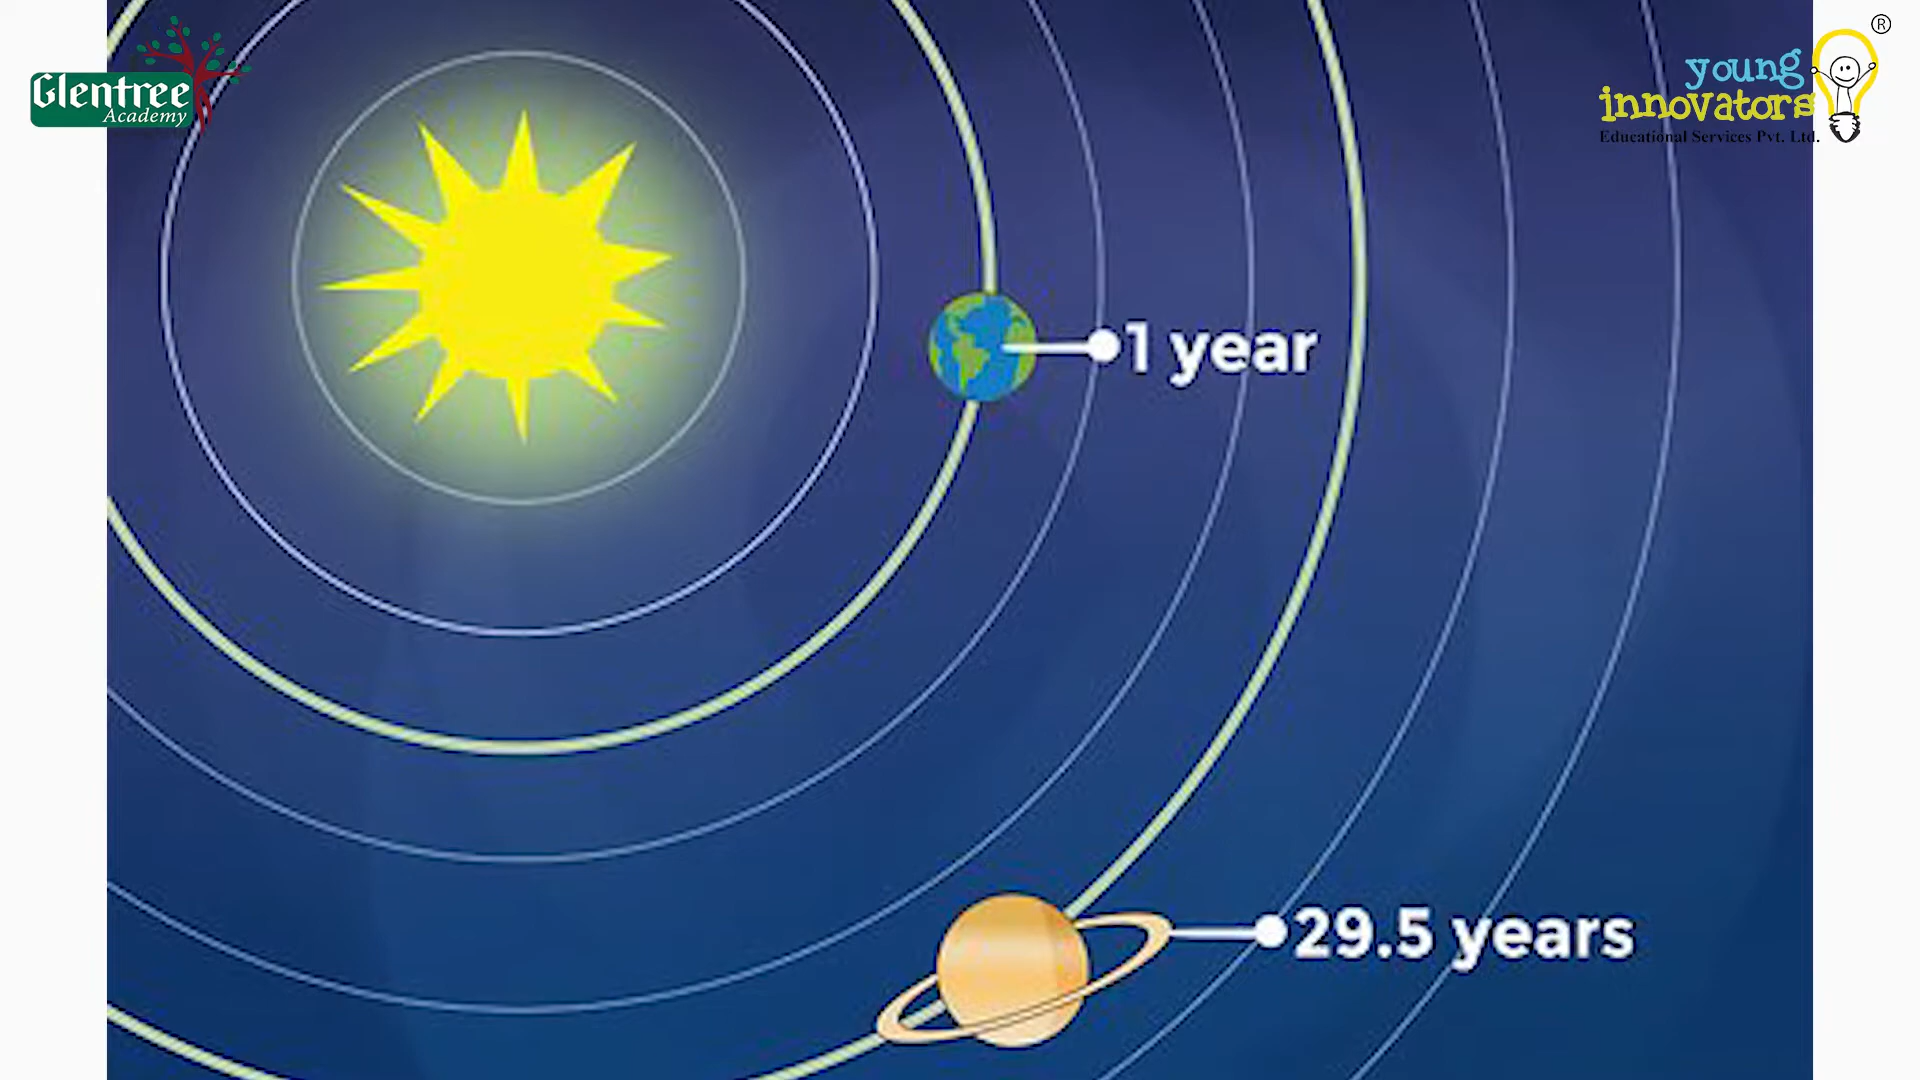 Glentree
Academy
young
innovators
Educational Services Pvt. Ltd.
®
1 year
29.5 years